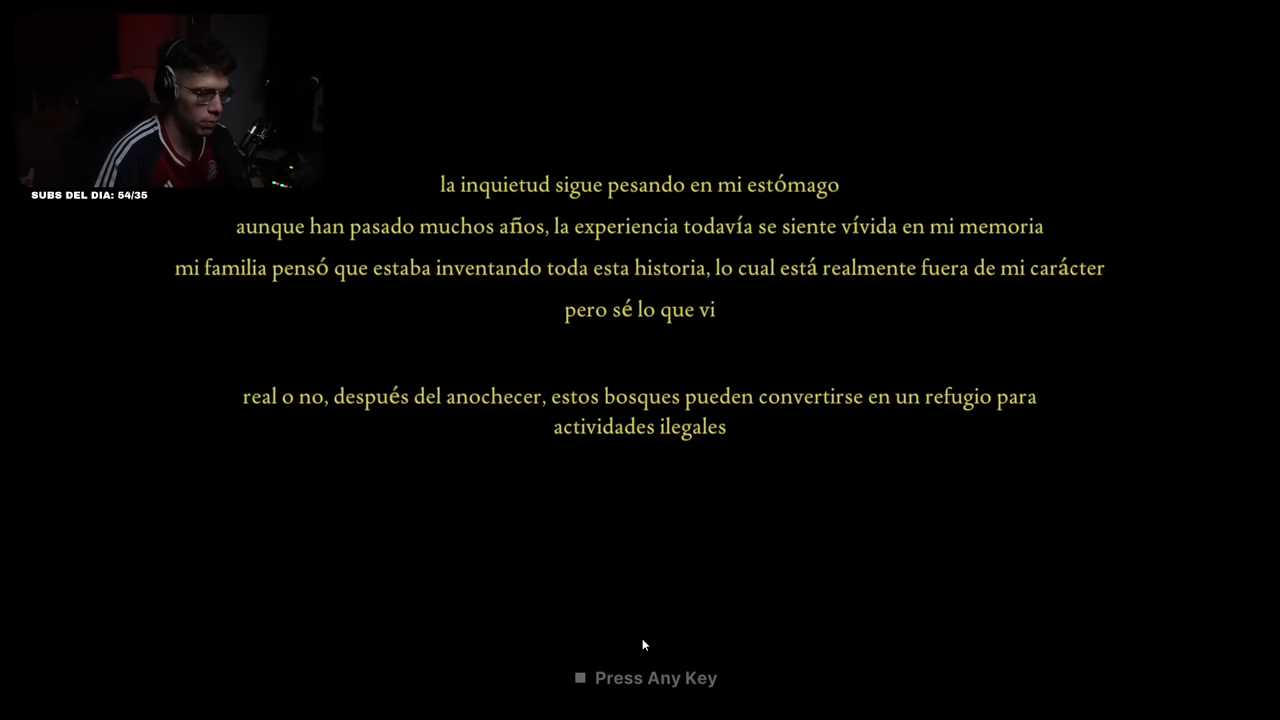 SUBS DEL DIA: 54/35
la inquietud sigue pesando en mi estómago
aunque han pasado muchos años, la experiencia todavía se siente vívida en mi memoria
mi familia pensó que estaba inventando toda esta historia, lo cual está realmente fuera de mi carácter
pero sé lo que vi
real o no, después del anochecer, estos bosques pueden convertirse en un refugio para
actividades ilegales
Press Any Key